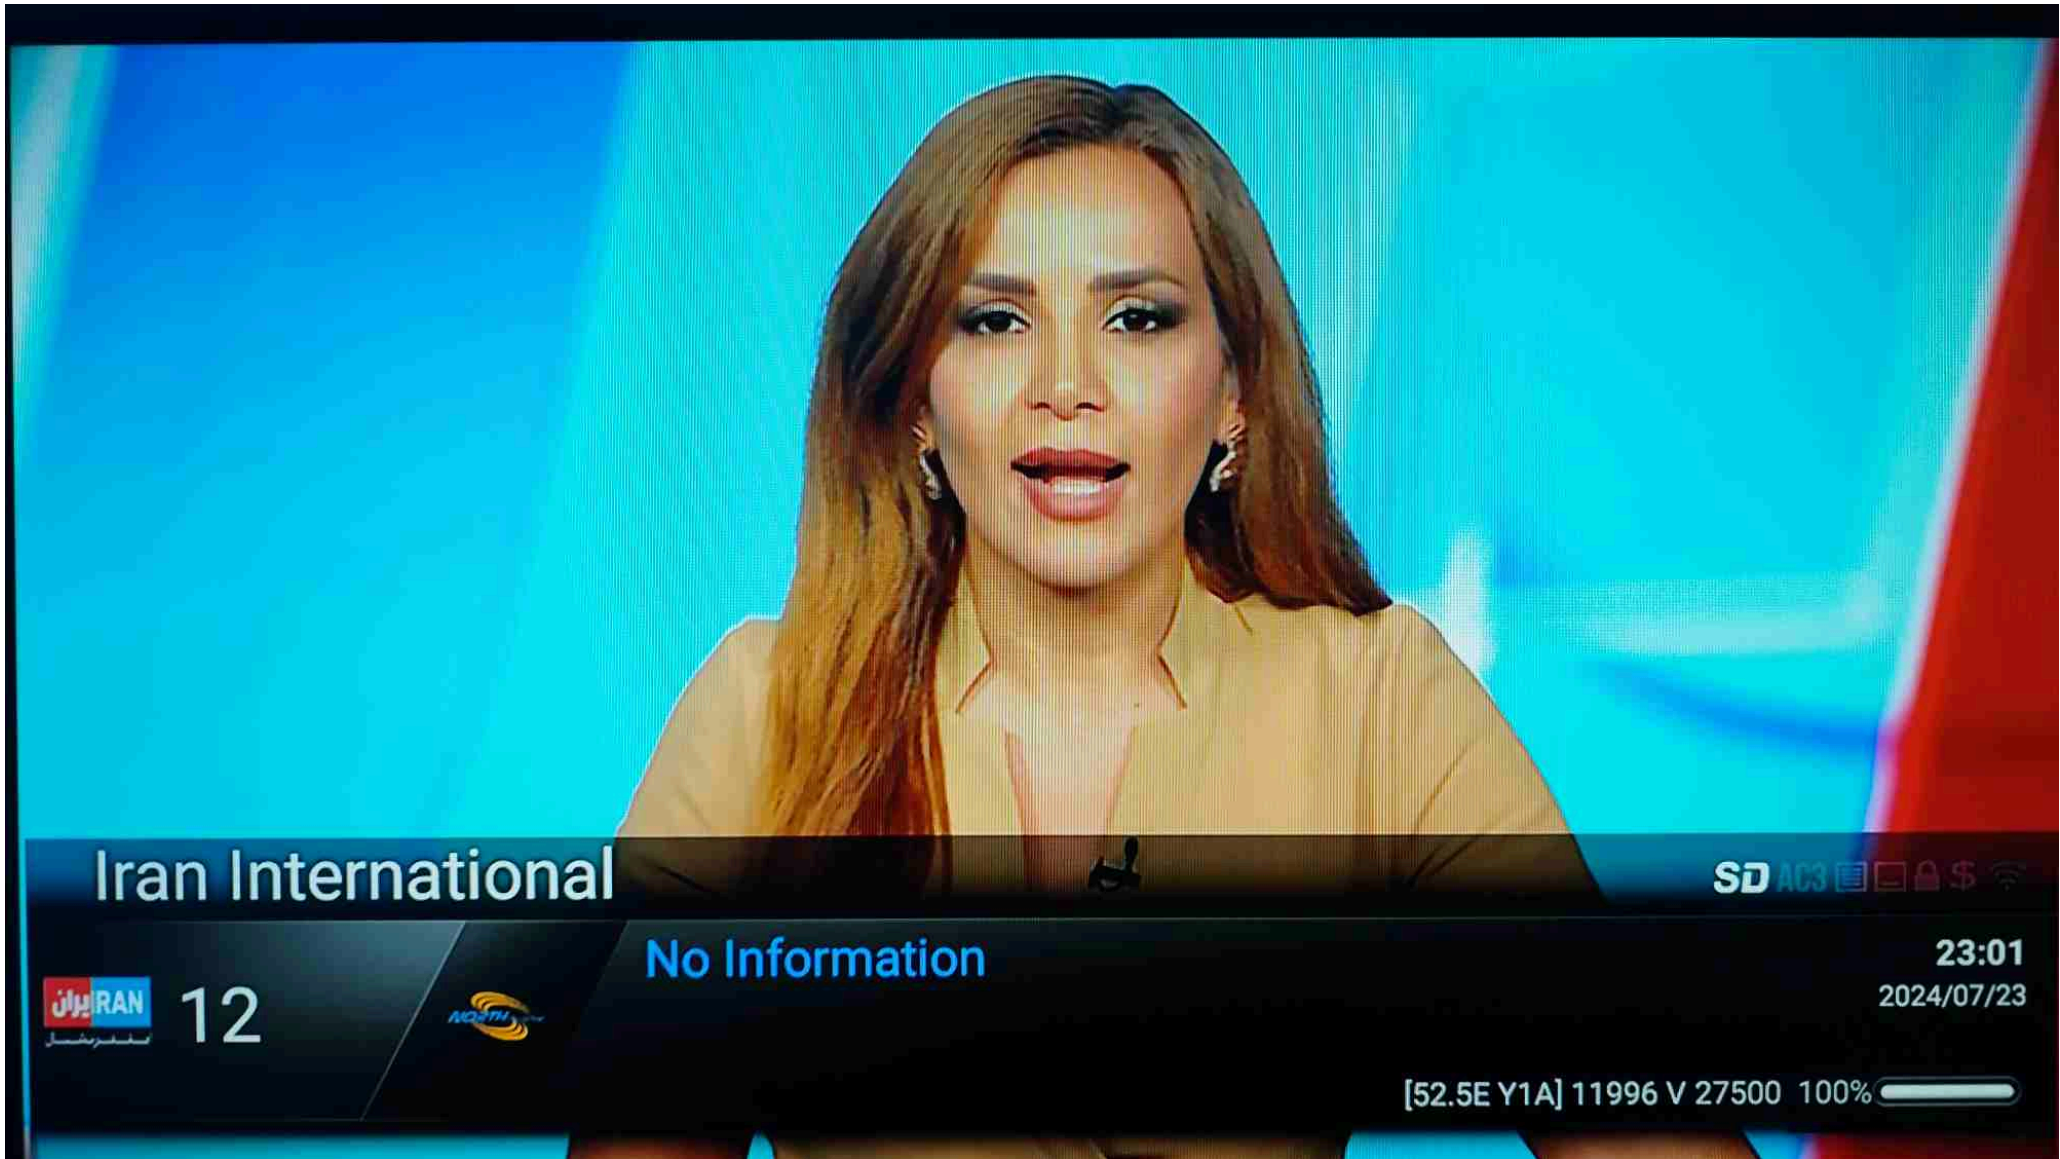 Iran International
SD AC3 $
ایران IRAN
اینترنشنال
12
NORTH
No Information
23:01
2024/07/23
[52.5E Y1A] 11996 V 27500 100%